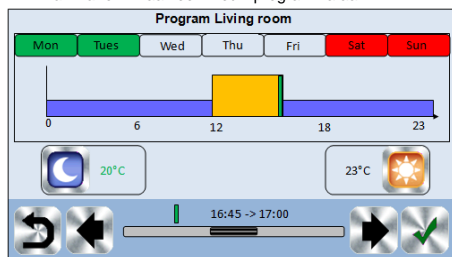 Program Living room
Mon Tues Wed Thu Fri Sat Sun
0 6 12 18 23
20°C 23°C
16:45 -> 17:00